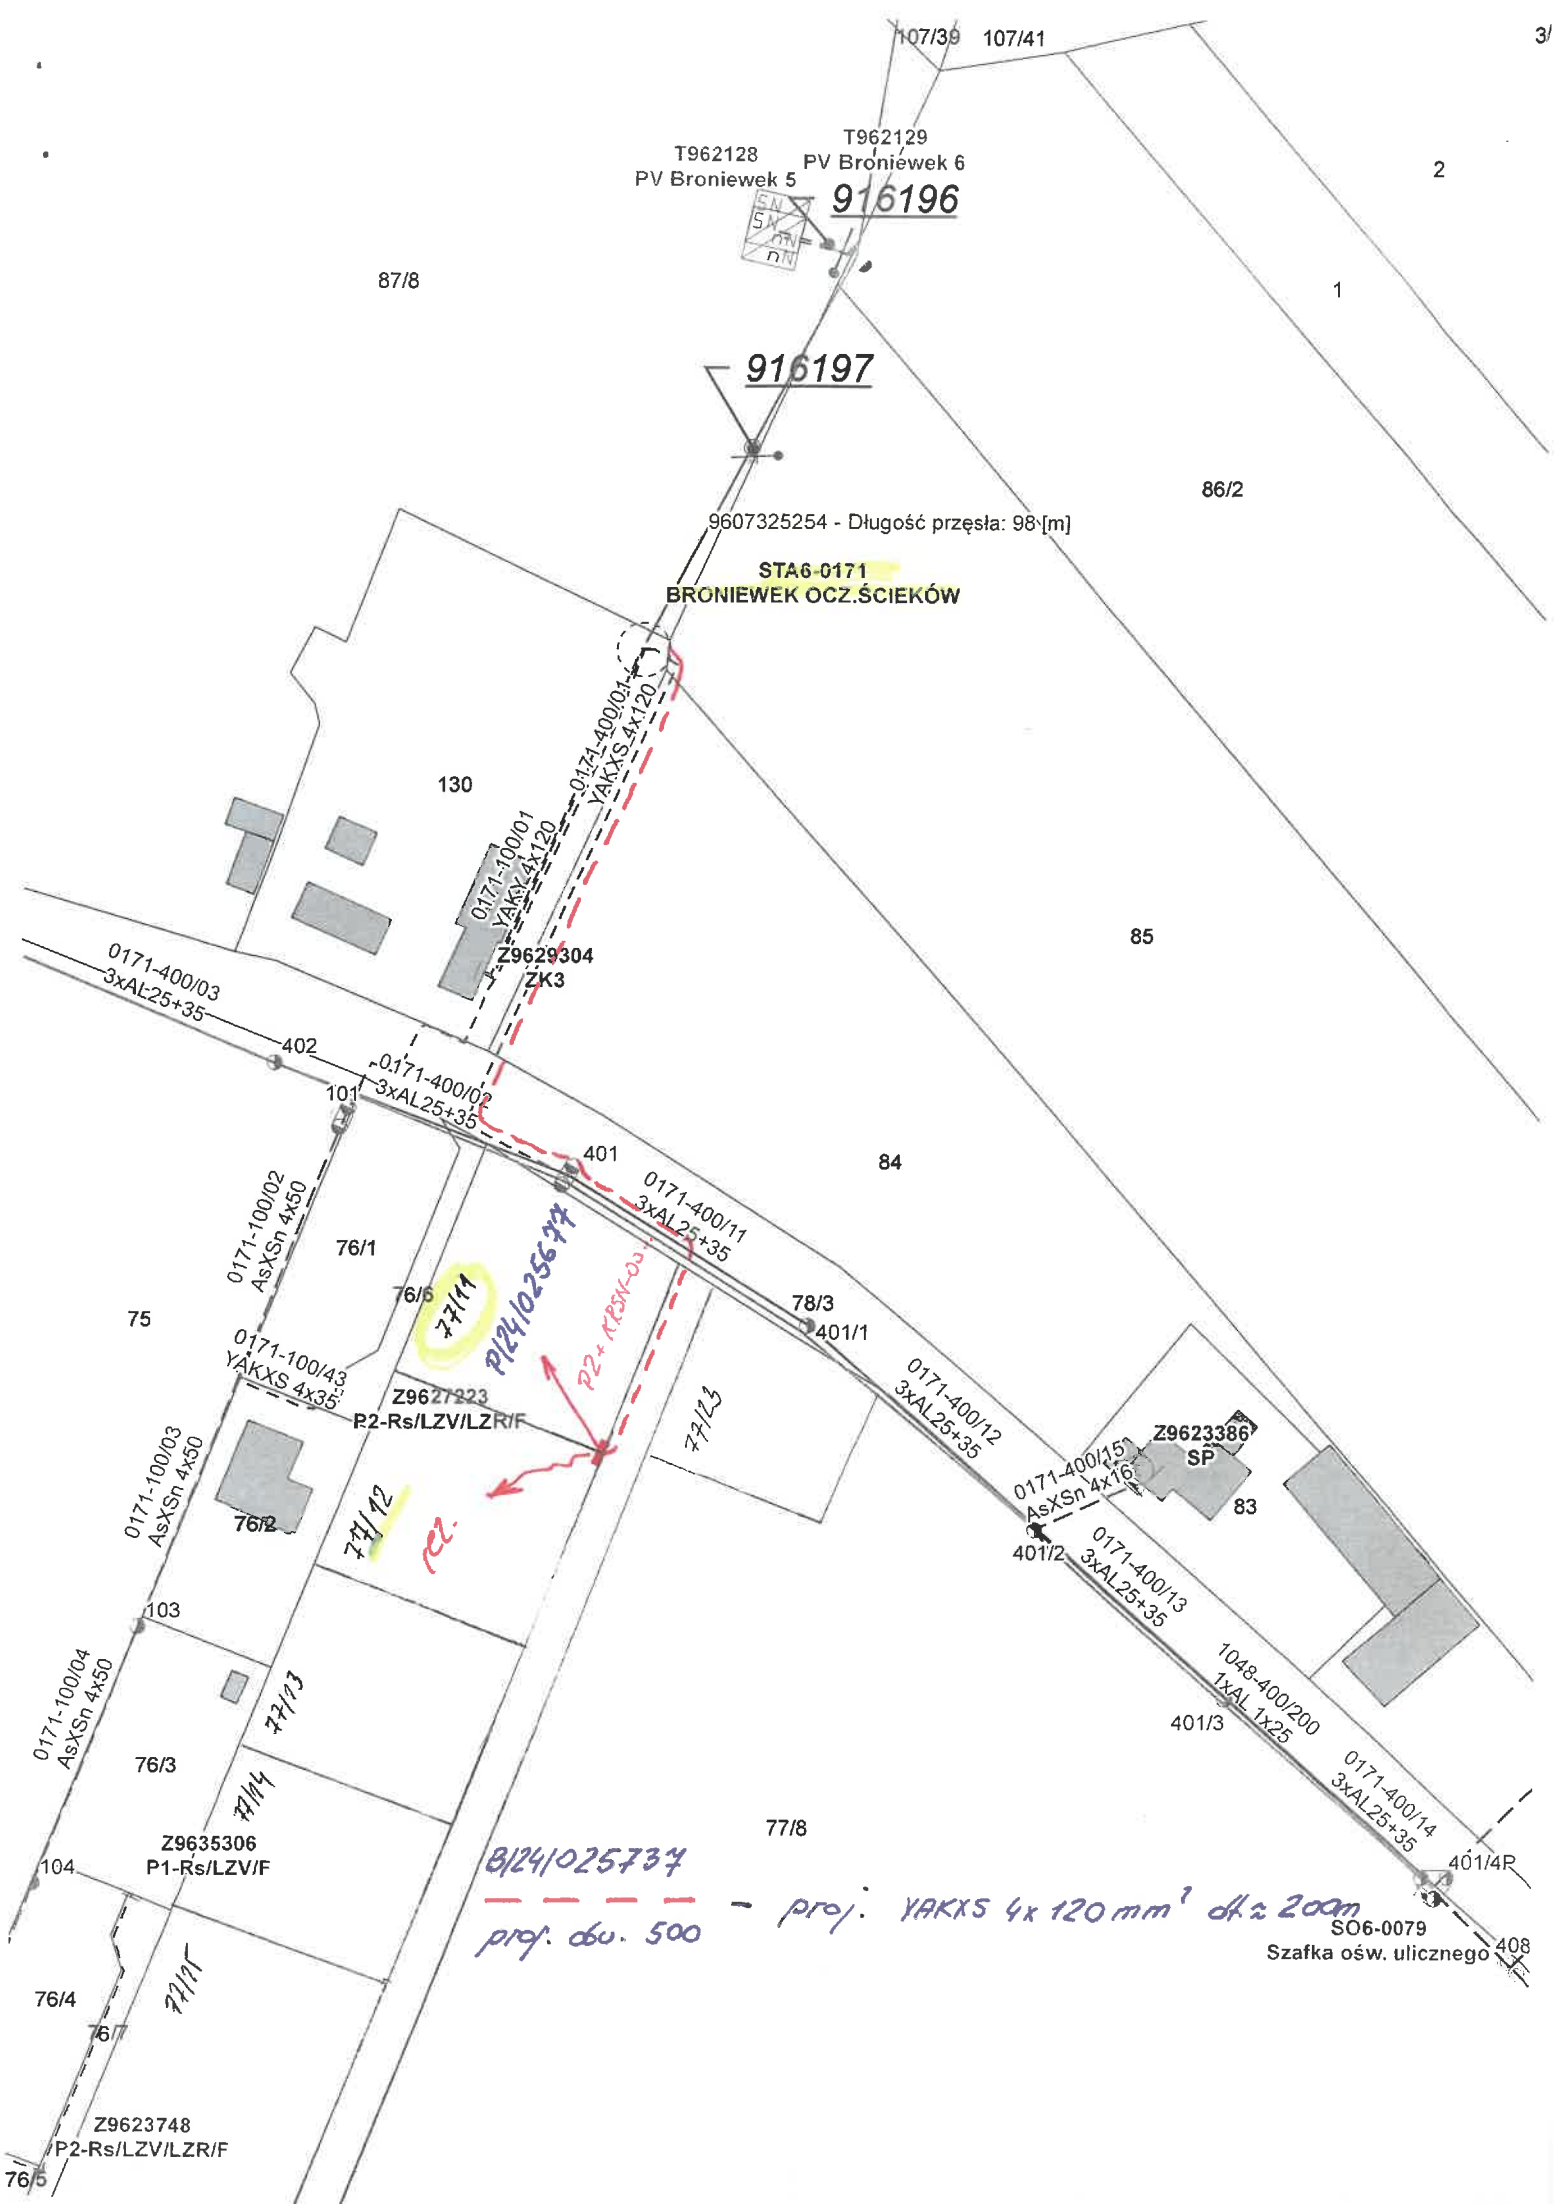 107/39
107/41
3/
T962128
PV Broniewek 5
T962129
PV Broniewek 6
916196
SN
SN
nN
nN
2
87/8
1
916197
86/2
9607325254 - Długość przęsła: 98 [m]
STA6-0171
BRONIEWEK OCZ.ŚCIEKÓW
0171-400/01
YAKXS 4x120
130
0171-100/01
YAKY 4x120
Z9629304
ZK3
85
0171-400/03
3xAL25+35
402
101
0171-400/02
3xAL25+35
401
84
0171-400/11
3xAL25+35
0171-100/02
AsXSn 4x50
76/1
76/6
77/11
P/24/025677
P2+
75
78/3
401/1
0171-100/43
YAKXS 4x35
Z9627223
P2-Rs/LZV/LZR/F
77/23
0171-400/12
3xAL25+35
Z9623386
SP
0171-400/15
AsXSn 4x16
83
0171-100/03
AsXSn 4x50
76/2
77/12
401/2
0171-400/13
3xAL25+35
103
0171-100/04
AsXSn 4x50
77/13
1048-400/200
1xAL 1x25
401/3
76/3
77/14
0171-400/14
3xAL25+35
77/8
Z9635306
P1-Rs/LZV/F
104
401/4P
B/24/025737
- proj. YAKXS 4x120 mm² dł. ≈ 200m
proj. obw. 500
SO6-0079
Szafka ośw. ulicznego
408
77/15
76/4
76/7
Z9623748
P2-Rs/LZV/LZR/F
76/5